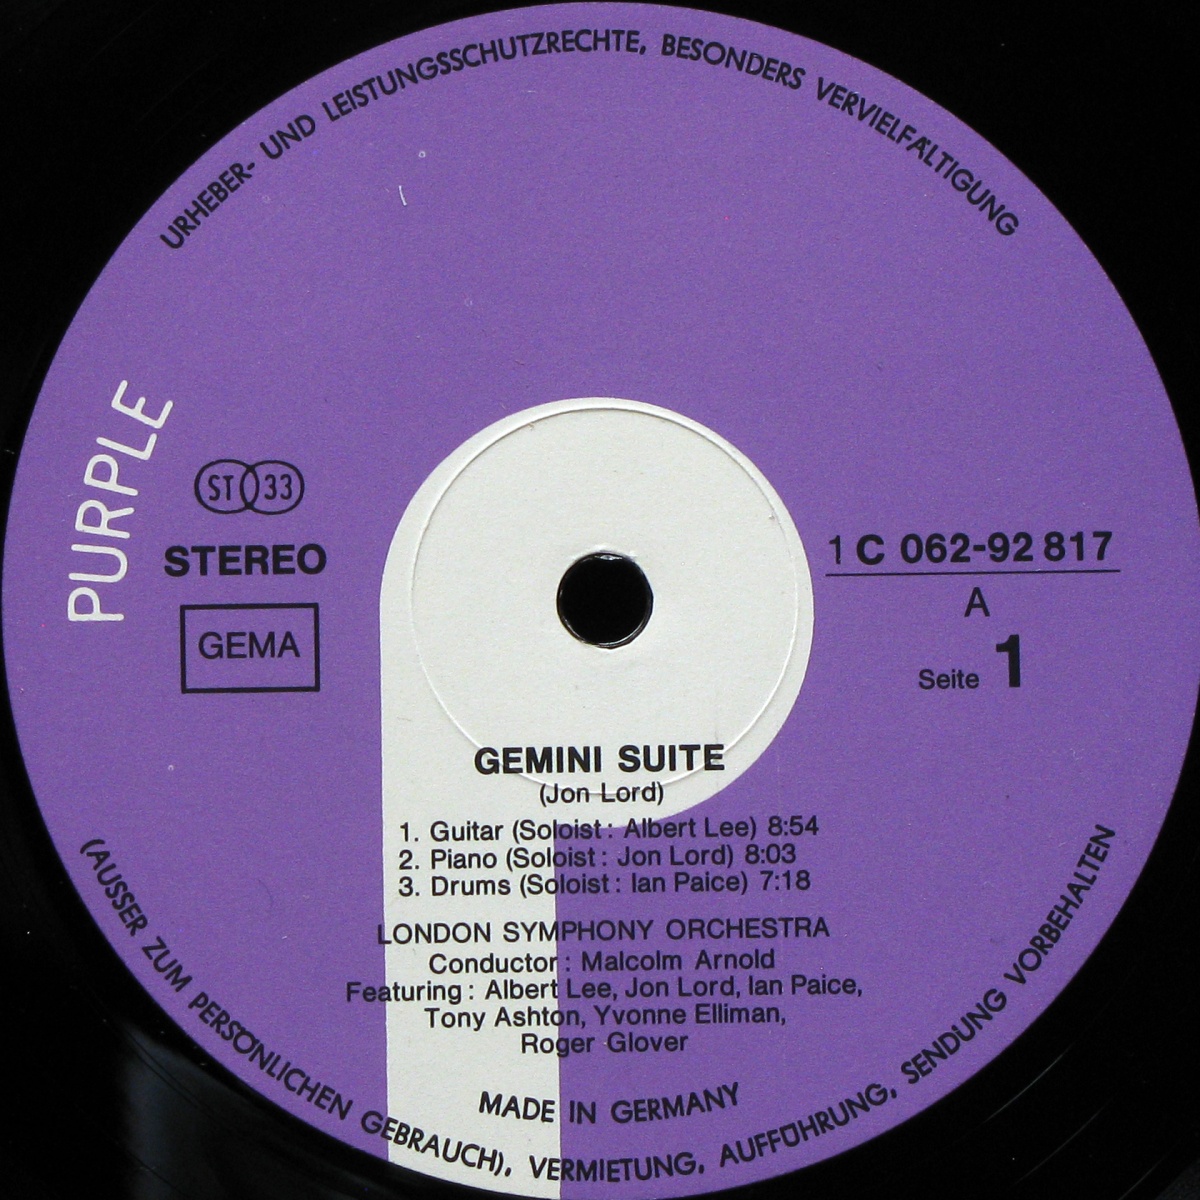 URHEBER- UND LEISTUNGSSCHUTZRECHTE, BESONDERS VERVIELFÄLTIGUNG
PURPLE
ST 33
STEREO
GEMA
1 C 062-92 817
A
Seite 1
GEMINI SUITE
(Jon Lord)
1. Guitar (Soloist: Albert Lee) 8:54
2. Piano (Soloist: Jon Lord) 8:03
3. Drums (Soloist: Ian Paice) 7:18
LONDON SYMPHONY ORCHESTRA
Conductor: Malcolm Arnold
Featuring: Albert Lee, Jon Lord, Ian Paice,
Tony Ashton, Yvonne Elliman,
Roger Glover
MADE IN GERMANY
(AUSSER ZUM PERSÖNLICHEN GEBRAUCH), VERMIETUNG, AUFFÜHRUNG, SENDUNG VORBEHALTEN